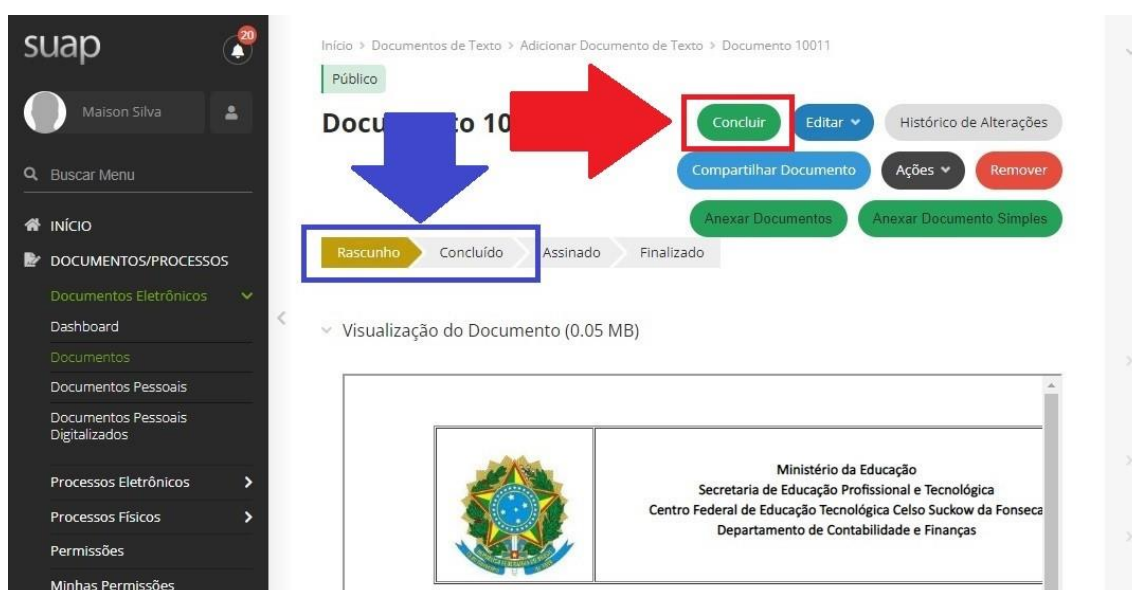 suap
20
Maison Silva
Buscar Menu
INÍCIO
DOCUMENTOS/PROCESSOS
Documentos Eletrônicos
Dashboard
Documentos
Documentos Pessoais
Documentos Pessoais
Digitalizados
Processos Eletrônicos
Processos Físicos
Permissões
Minhas Permissões
Início > Documentos de Texto > Adicionar Documento de Texto > Documento 10011
Público
Docu o 10
Concluir
Editar
Histórico de Alterações
Compartilhar Documento
Ações
Remover
Anexar Documentos
Anexar Documento Simples
Rascunho
Concluído
Assinado
Finalizado
Visualização do Documento (0.05 MB)
Ministério da Educação
Secretaria de Educação Profissional e Tecnológica
Centro Federal de Educação Tecnológica Celso Suckow da Fonseca
Departamento de Contabilidade e Finanças